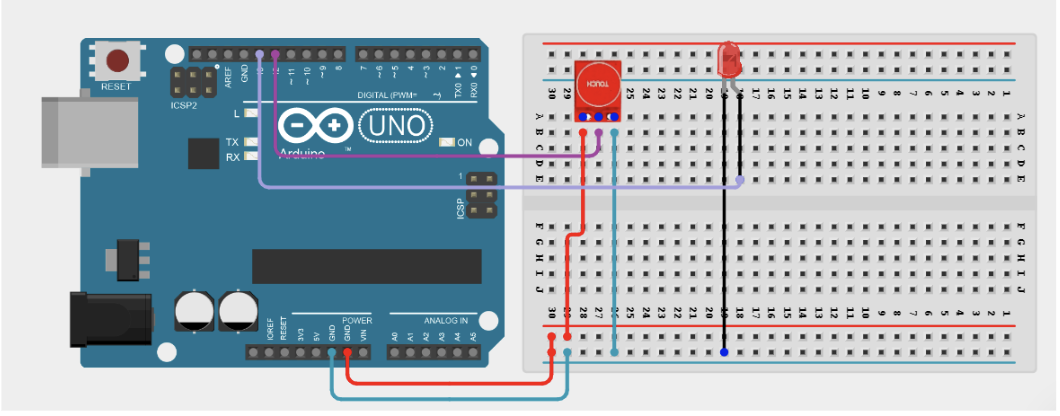 RESET
ICSP2
AREF
GND
13
12
~11
~10
~9
8
7
~6
~5
4
~3
2
TX0 ▸1
RX0 ◂0
DIGITAL (PWM=
L
TX
RX
UNO
™
Arduino
ON
1
ICSP
IOREF
RESET
3V3
5V
GND
GND
VIN
POWER
ANALOG IN
A0
A1
A2
A3
A4
A5
TOUCH
30 29 25 24 23 22 21 20 19 18 17 16 15 14 13 12 11 10 9 8 7 6 5 4 3 2 1
A A
B B
C C
D D
E E
F F
G G
H H
I I
J J
30 29 28 27 26 25 24 23 22 21 20 19 18 17 16 15 14 13 12 11 10 9 8 7 6 5 4 3 2 1